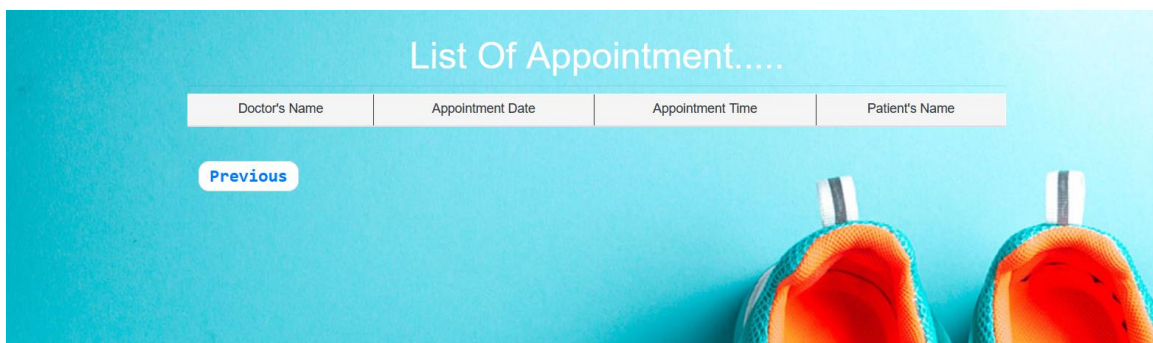 List Of Appointment.....
Doctor's Name Appointment Date Appointment Time Patient's Name
Previous